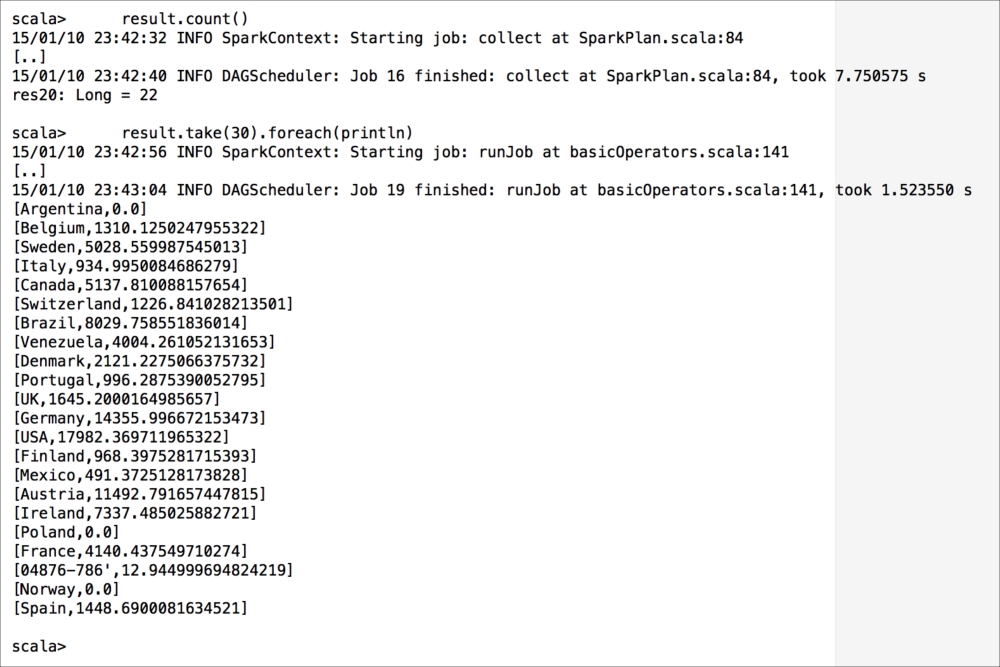 scala>      result.count()
15/01/10 23:42:32 INFO SparkContext: Starting job: collect at SparkPlan.scala:84
[..]
15/01/10 23:42:40 INFO DAGScheduler: Job 16 finished: collect at SparkPlan.scala:84, took 7.750575 s
res20: Long = 22
scala>      result.take(30).foreach(println)
15/01/10 23:42:56 INFO SparkContext: Starting job: runJob at basicOperators.scala:141
[..]
15/01/10 23:43:04 INFO DAGScheduler: Job 19 finished: runJob at basicOperators.scala:141, took 1.523550 s
[Argentina,0.0]
[Belgium,1310.1250247955322]
[Sweden,5028.559987545013]
[Italy,934.9950084686279]
[Canada,5137.810088157654]
[Switzerland,1226.841028213501]
[Brazil,8029.758551836014]
[Venezuela,4004.261052131653]
[Denmark,2121.2275066375732]
[Portugal,996.2875390052795]
[UK,1645.2000164985657]
[Germany,14355.996672153473]
[USA,17982.369711965322]
[Finland,968.3975281715393]
[Mexico,491.3725128173828]
[Austria,11492.791657447815]
[Ireland,7337.485025882721]
[Poland,0.0]
[France,4140.437549710274]
[04876-786',12.944999694824219]
[Norway,0.0]
[Spain,1448.6900081634521]
scala>